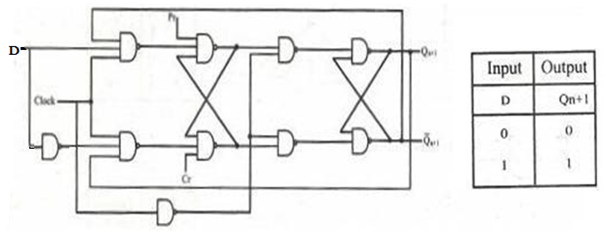 Pr
D
Clock
Qn+1
Q̅n+1
Cr
Input Output
D Qn+1
0 0
1 1